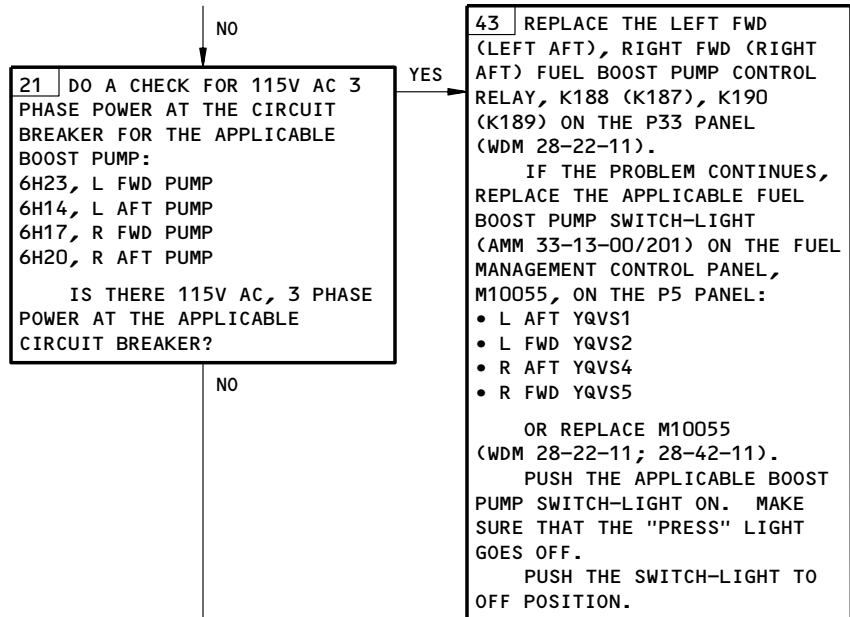 NO
21 DO A CHECK FOR 115V AC 3
PHASE POWER AT THE CIRCUIT
BREAKER FOR THE APPLICABLE
BOOST PUMP:
6H23, L FWD PUMP
6H14, L AFT PUMP
6H17, R FWD PUMP
6H20, R AFT PUMP
IS THERE 115V AC, 3 PHASE
POWER AT THE APPLICABLE
CIRCUIT BREAKER?
YES
NO
43 REPLACE THE LEFT FWD
(LEFT AFT), RIGHT FWD (RIGHT
AFT) FUEL BOOST PUMP CONTROL
RELAY, K188 (K187), K190
(K189) ON THE P33 PANEL
(WDM 28-22-11).
IF THE PROBLEM CONTINUES,
REPLACE THE APPLICABLE FUEL
BOOST PUMP SWITCH-LIGHT
(AMM 33-13-00/201) ON THE FUEL
MANAGEMENT CONTROL PANEL,
M10055, ON THE P5 PANEL:
• L AFT YQVS1
• L FWD YQVS2
• R AFT YQVS4
• R FWD YQVS5
OR REPLACE M10055
(WDM 28-22-11; 28-42-11).
PUSH THE APPLICABLE BOOST
PUMP SWITCH-LIGHT ON. MAKE
SURE THAT THE "PRESS" LIGHT
GOES OFF.
PUSH THE SWITCH-LIGHT TO
OFF POSITION.